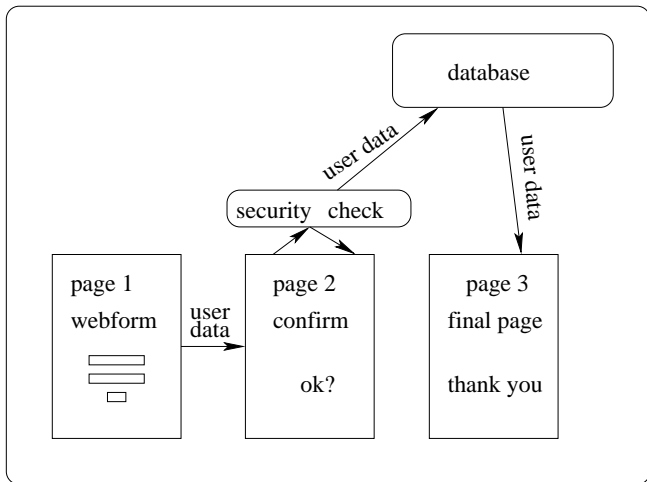 database
user data
user data
security check
page 1
webform
user
data
page 2
confirm
ok?
page 3
final page
thank you